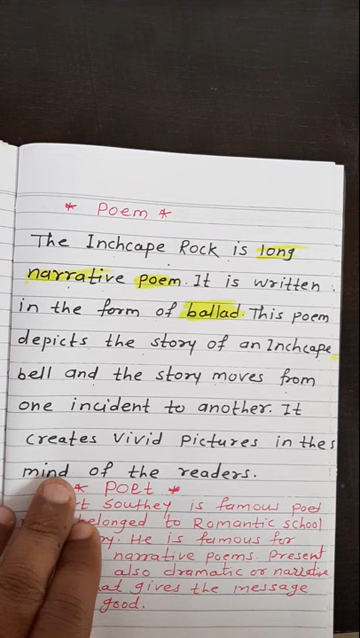 * Poem *
The Inchcape Rock is long
narrative poem. It is written
in the form of ballad. This poem
depicts the story of an Inchcape
bell and the story moves from
one incident to another. It
creates vivid pictures in the s
mind of the readers.
* Poet *
Southey is famous poet
belonged to Romantic school
He is famous for
narrative poems. Present
also dramatic or narrative
gives the message
good.